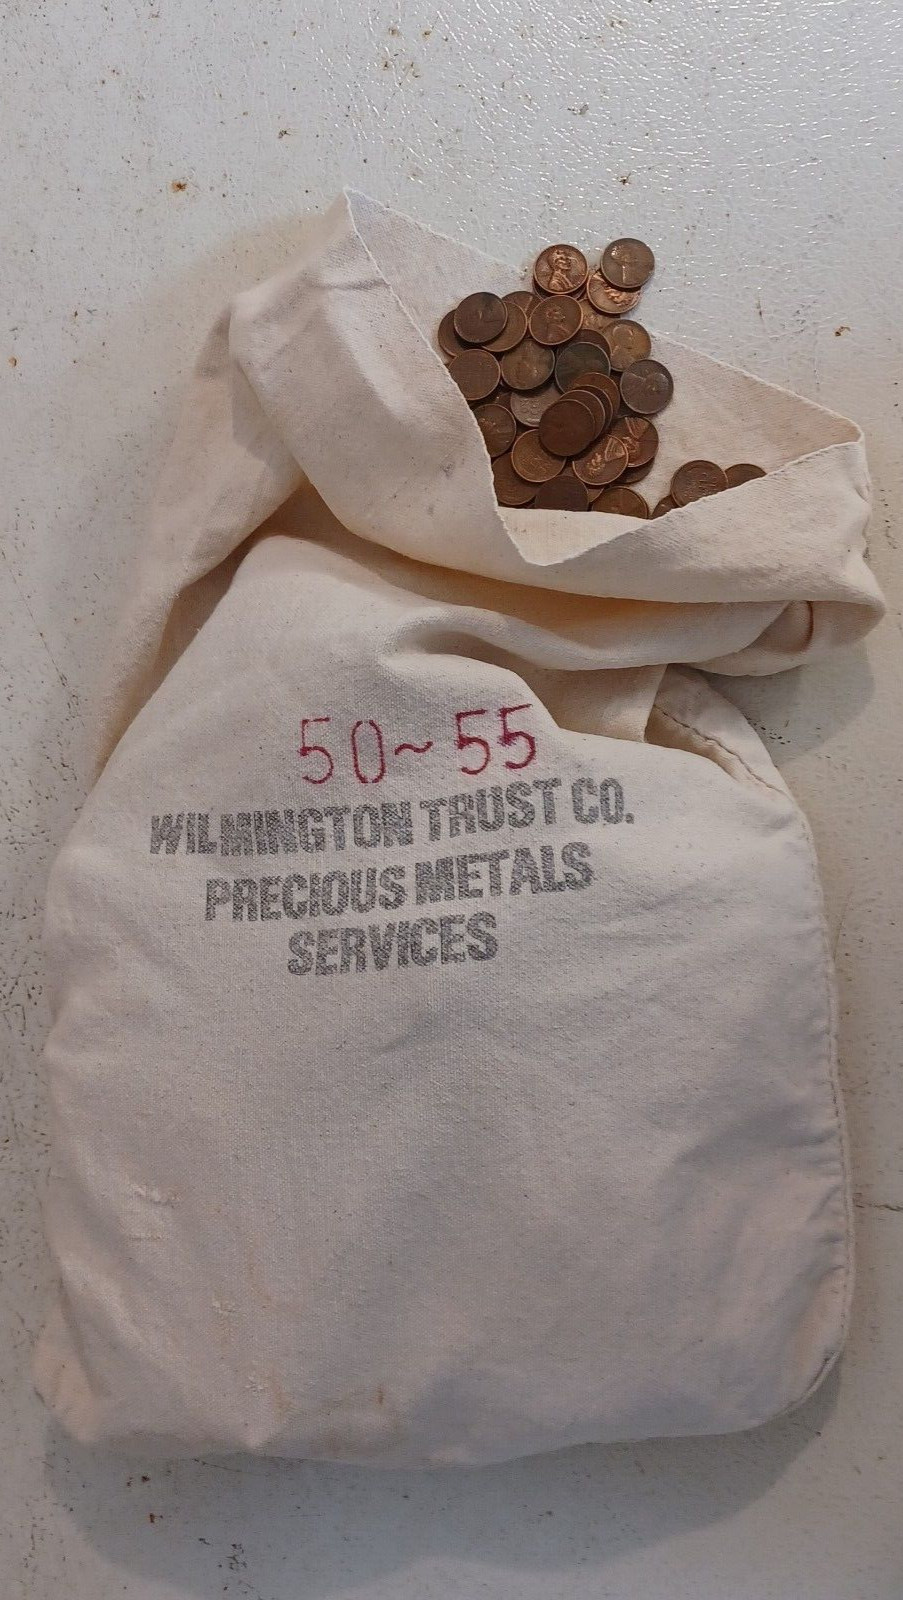 50~55
WILMINGTON TRUST CO.
PRECIOUS METALS
SERVICES